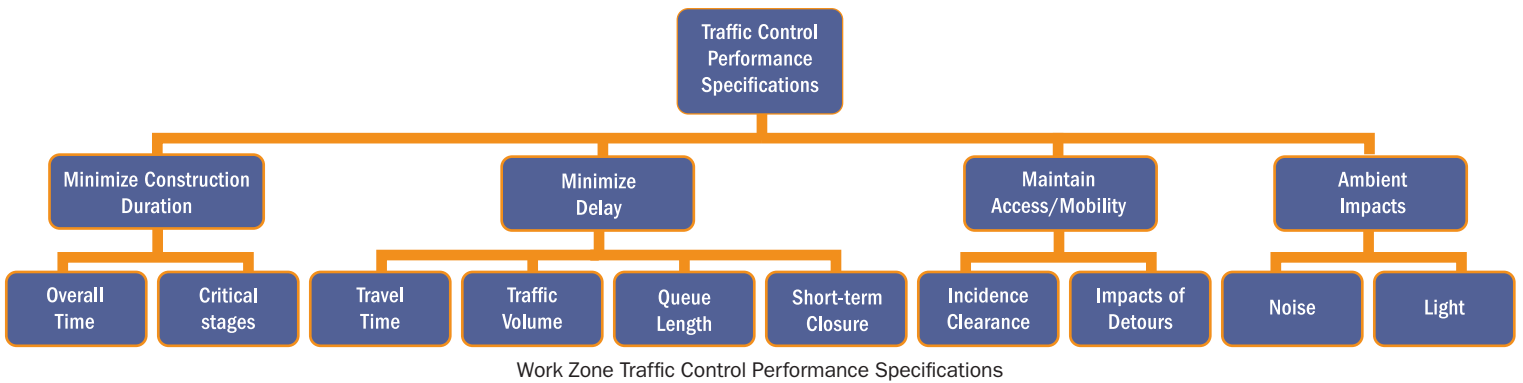 Traffic Control
Performance
Specifications
Minimize Construction
Duration
Minimize
Delay
Maintain
Access/Mobility
Ambient
Impacts
Overall
Time
Critical
stages
Travel
Time
Traffic
Volume
Queue
Length
Short-term
Closure
Incidence
Clearance
Impacts of
Detours
Noise
Light
Work Zone Traffic Control Performance Specifications